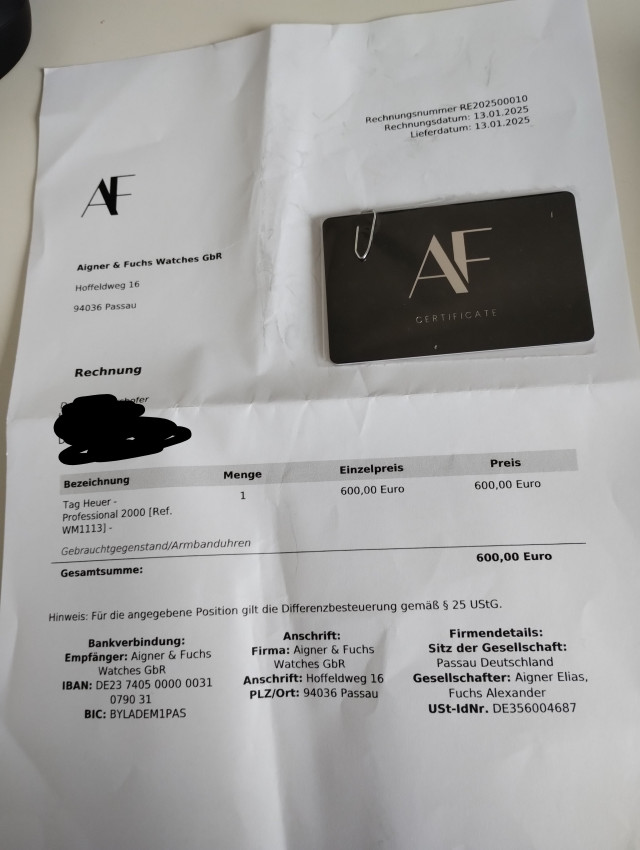 Rechnungsnummer RE202500010
Rechnungsdatum: 13.01.2025
Lieferdatum: 13.01.2025
AF
AF
CERTIFICATE
Aigner & Fuchs Watches GbR
Hoffeldweg 16
94036 Passau
Rechnung
Bezeichnung Menge Einzelpreis Preis
Tag Heuer - 1 600,00 Euro 600,00 Euro
Professional 2000 [Ref.
WM1113] -
Gebrauchtgegenstand/Armbanduhren
Gesamtsumme: 600,00 Euro
Hinweis: Für die angegebene Position gilt die Differenzbesteuerung gemäß § 25 UStG.
Bankverbindung:
Empfänger: Aigner & Fuchs
Watches GbR
IBAN: DE23 7405 0000 0031
0790 31
BIC: BYLADEM1PAS
Anschrift:
Firma: Aigner & Fuchs
Watches GbR
Anschrift: Hoffeldweg 16
PLZ/Ort: 94036 Passau
Firmendetails:
Sitz der Gesellschaft:
Passau Deutschland
Gesellschafter: Aigner Elias,
Fuchs Alexander
USt-IdNr. DE356004687